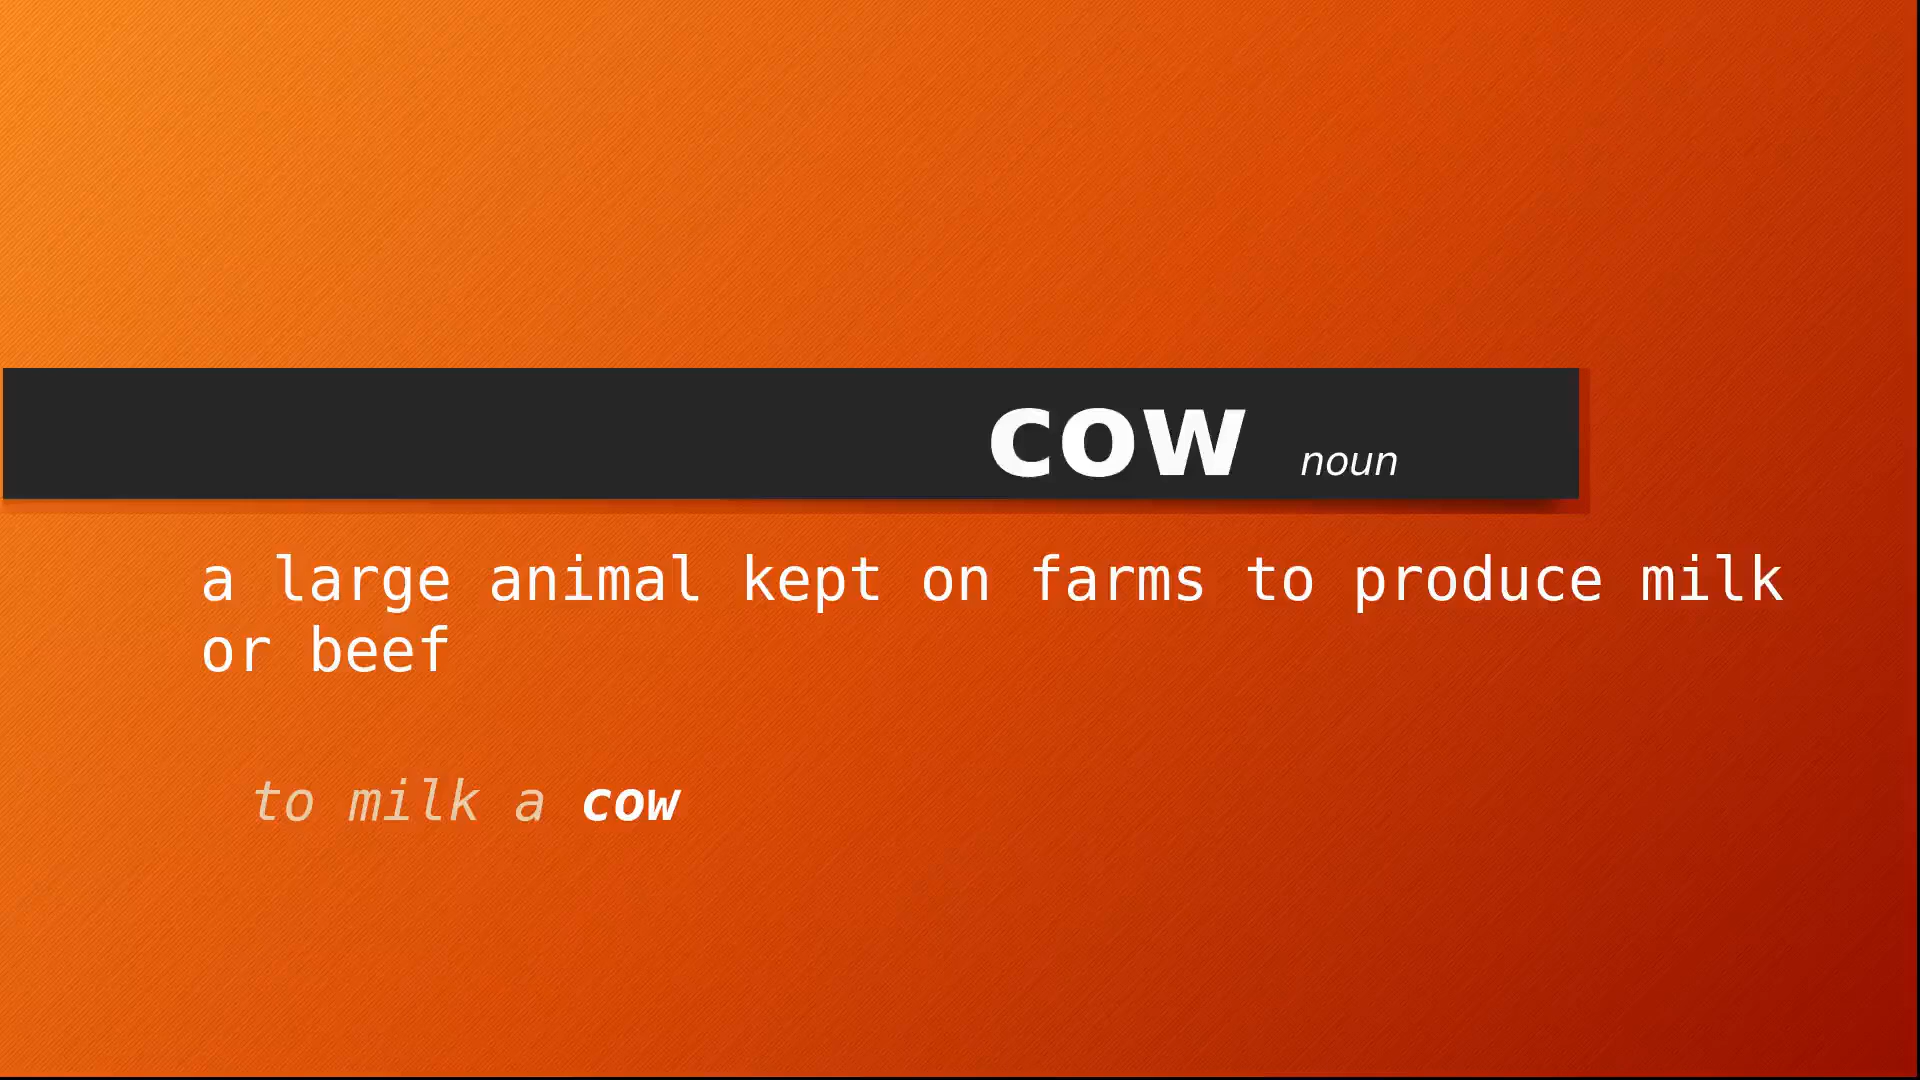 cow noun
a large animal kept on farms to produce milk
or beef
to milk a cow